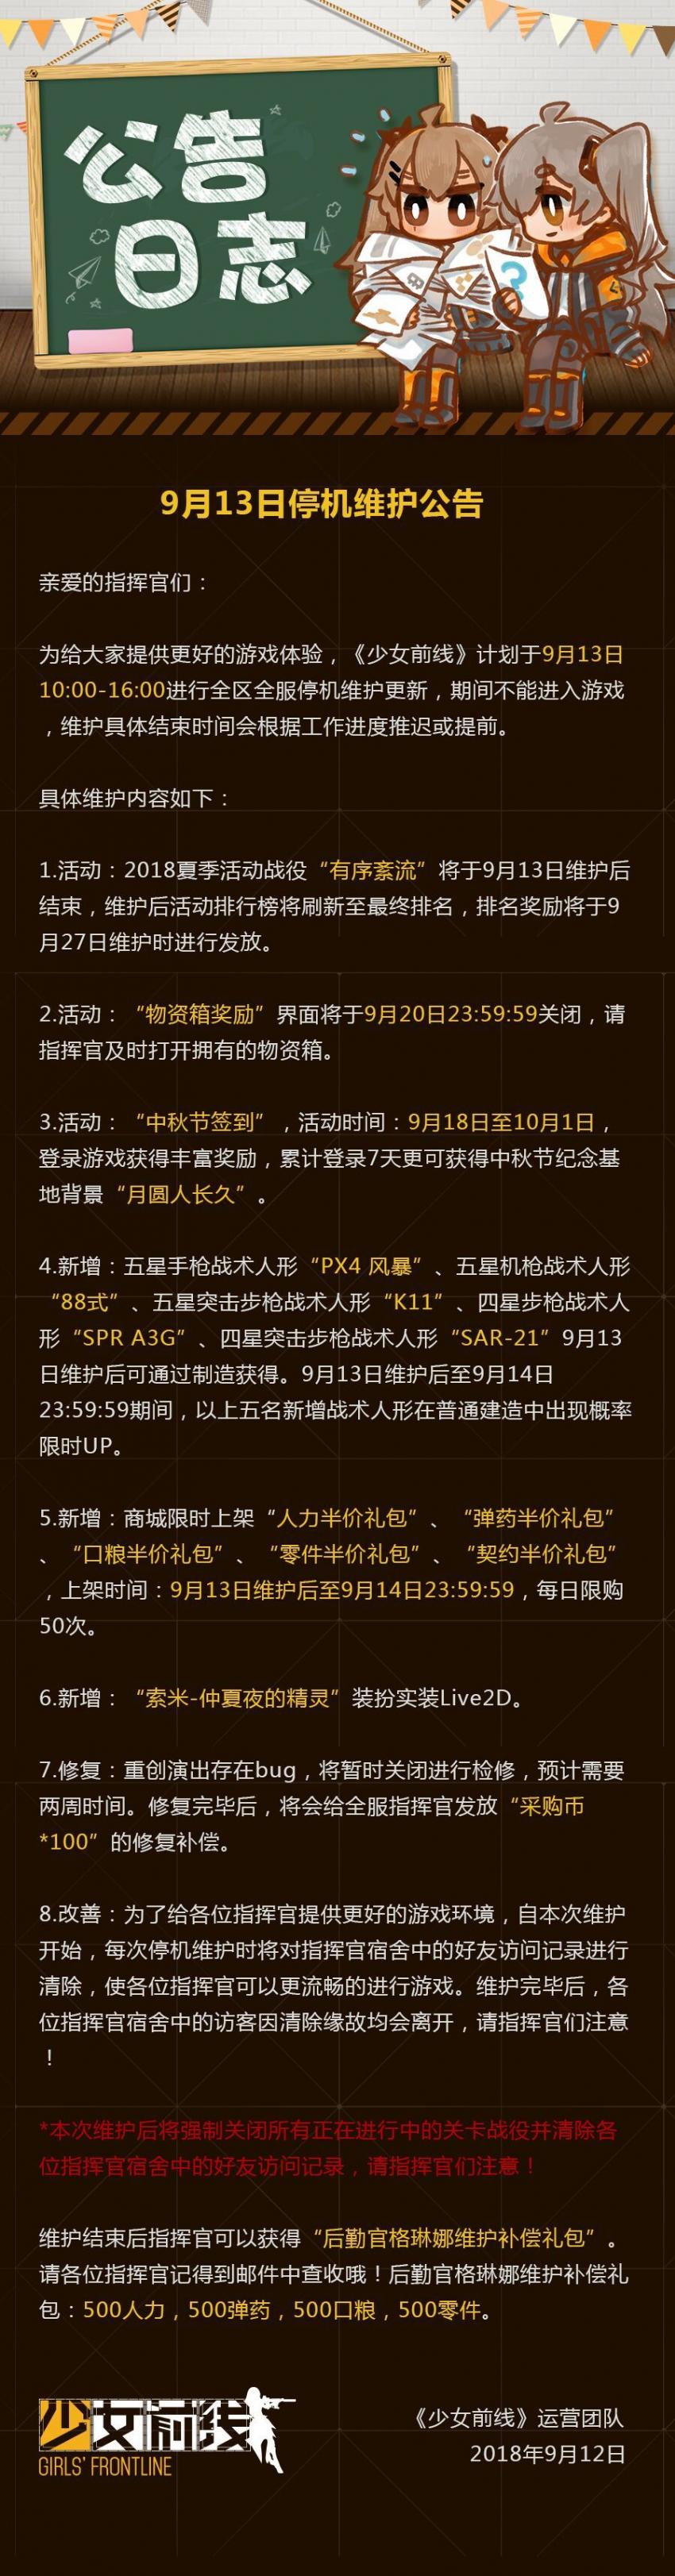 公告
日志
9月13日停机维护公告
亲爱的指挥官们：
为给大家提供更好的游戏体验，《少女前线》计划于9月13日
10:00-16:00进行全区全服停机维护更新，期间不能进入游戏
，维护具体结束时间会根据工作进度推迟或提前。
具体维护内容如下：
1.活动：2018夏季活动战役“有序紊流”将于9月13日维护后
结束，维护后活动排行榜将刷新至最终排名，排名奖励将于9
月27日维护时进行发放。
2.活动：“物资箱奖励”界面将于9月20日23:59:59关闭，请
指挥官及时打开拥有的物资箱。
3.活动：“中秋节签到”，活动时间：9月18日至10月1日，
登录游戏获得丰富奖励，累计登录7天更可获得中秋节纪念基
地背景“月圆人长久”。
4.新增：五星手枪战术人形“PX4 风暴”、五星机枪战术人形
“88式”、五星突击步枪战术人形“K11”、四星步枪战术人
形“SPR A3G”、四星突击步枪战术人形“SAR-21”9月13
日维护后可通过制造获得。9月13日维护后至9月14日
23:59:59期间，以上五名新增战术人形在普通建造中出现概率
限时UP。
5.新增：商城限时上架“人力半价礼包”、“弹药半价礼包”
、“口粮半价礼包”、“零件半价礼包”、“契约半价礼包”
，上架时间：9月13日维护后至9月14日23:59:59，每日限购
50次。
6.新增：“索米-仲夏夜的精灵”装扮实装Live2D。
7.修复：重创演出存在bug，将暂时关闭进行检修，预计需要
两周时间。修复完毕后，将会给全服指挥官发放“采购币
*100”的修复补偿。
8.改善：为了给各位指挥官提供更好的游戏环境，自本次维护
开始，每次停机维护时将对指挥官宿舍中的好友访问记录进行
清除，使各位指挥官可以更流畅的进行游戏。维护完毕后，各
位指挥官宿舍中的访客因清除缘故均会离开，请指挥官们注意
！
*本次维护后将强制关闭所有正在进行中的关卡战役并清除各
位指挥官宿舍中的好友访问记录，请指挥官们注意！
维护结束后指挥官可以获得“后勤官格琳娜维护补偿礼包”。
请各位指挥官记得到邮件中查收哦！后勤官格琳娜维护补偿礼
包：500人力，500弹药，500口粮，500零件。
少女前线
GIRLS' FRONTLINE
《少女前线》运营团队
2018年9月12日